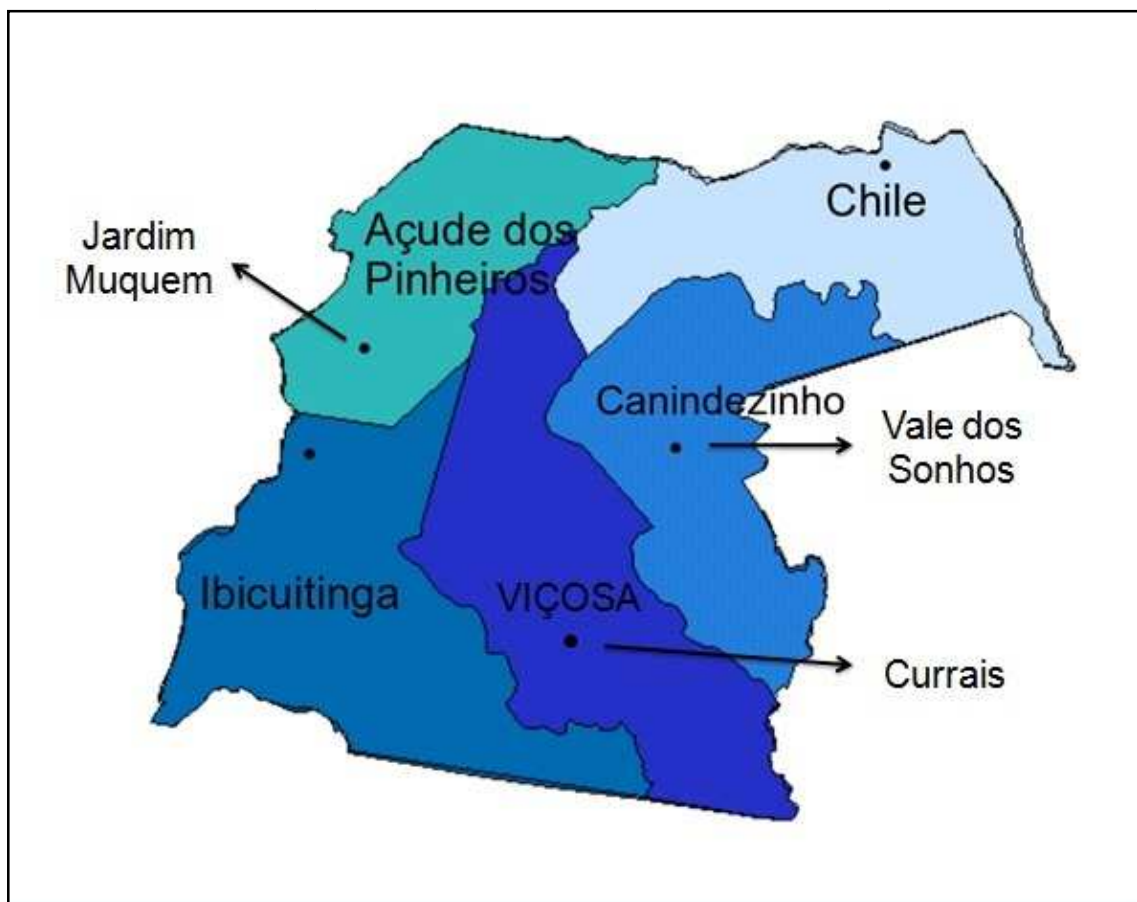 Chile
Açude dos
Pinheiros
Jardim
Muquem
Canindezinho
Vale dos
Sonhos
Ibicuitinga
VIÇOSA
Currais